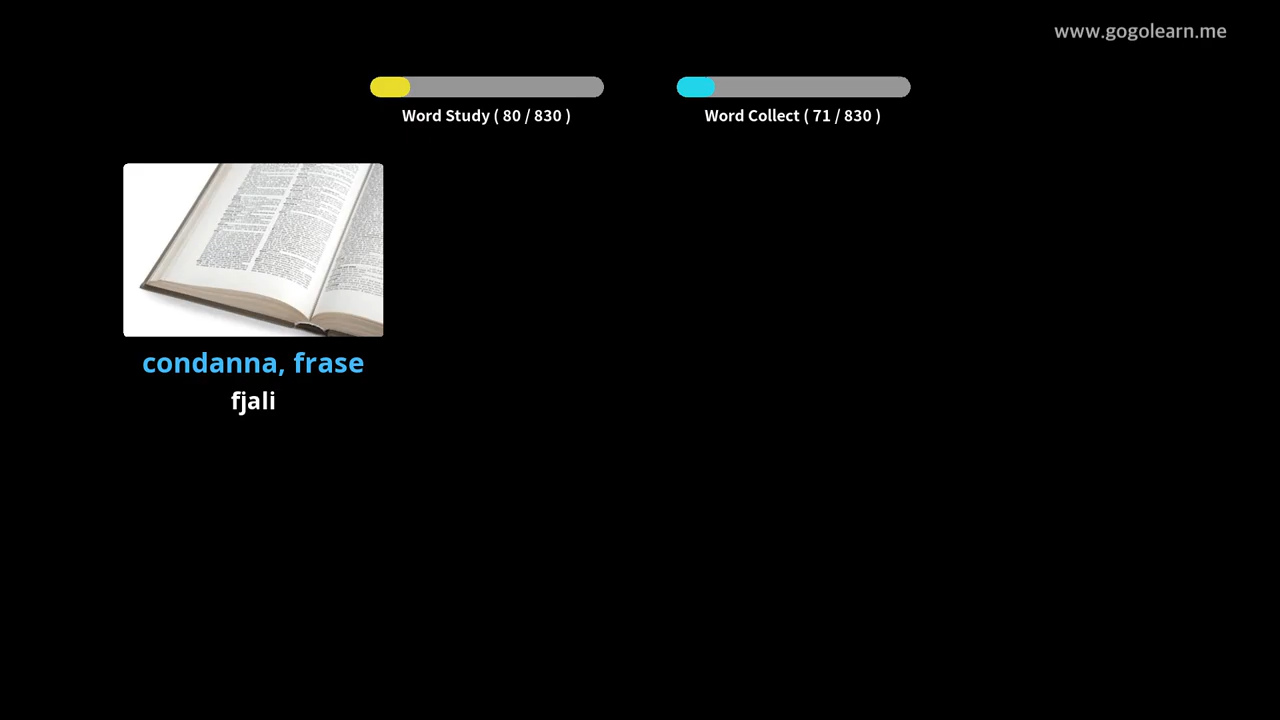 www.gogolearn.me
Word Study ( 80 / 830 )
Word Collect ( 71 / 830 )
condanna, frase
fjali